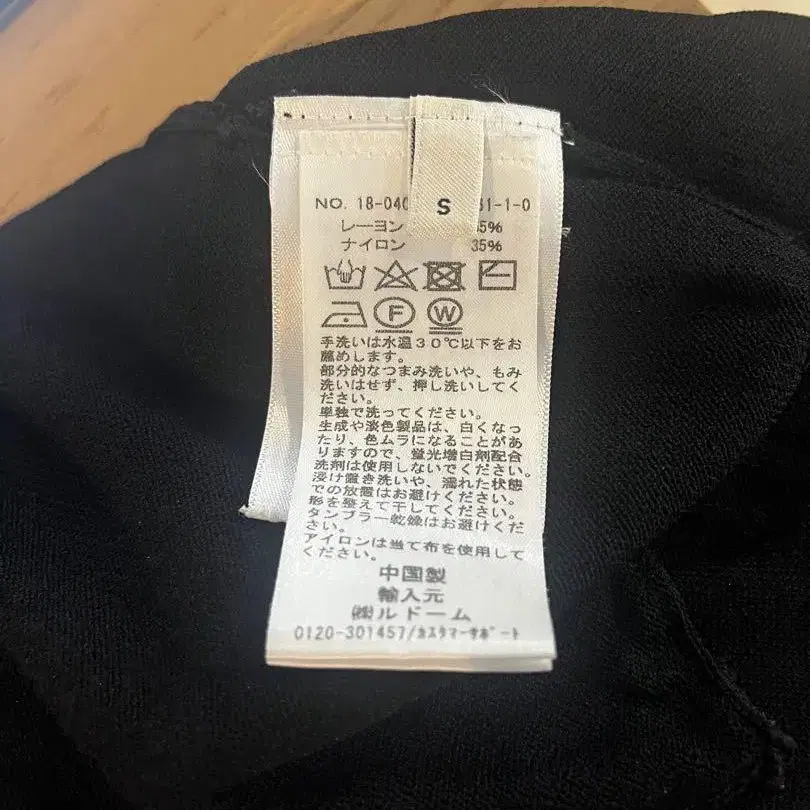 S
NO. 18-040 31-1-0
レーヨン 5%
ナイロン 35%
F W
手洗いは水温30℃以下をお
薦めします。
部分的なつまみ洗いや、もみ
洗いはせず、押し洗いしてく
ださい。
単独で洗ってください。
生成や淡色製品は、白くなっ
たり、色ムラになることがあ
りますので、蛍光増白剤配合
洗剤は使用しないでください。
浸け置き洗いや、濡れた状態
での放置はお避けください。
形を整えて干してください。
タンブラー乾燥はお避けくだ
さい。
アイロンは当て布を使用して
ください。
中国製
輸入元
㈱ルドーム
0120-301457/カスタマーサポート